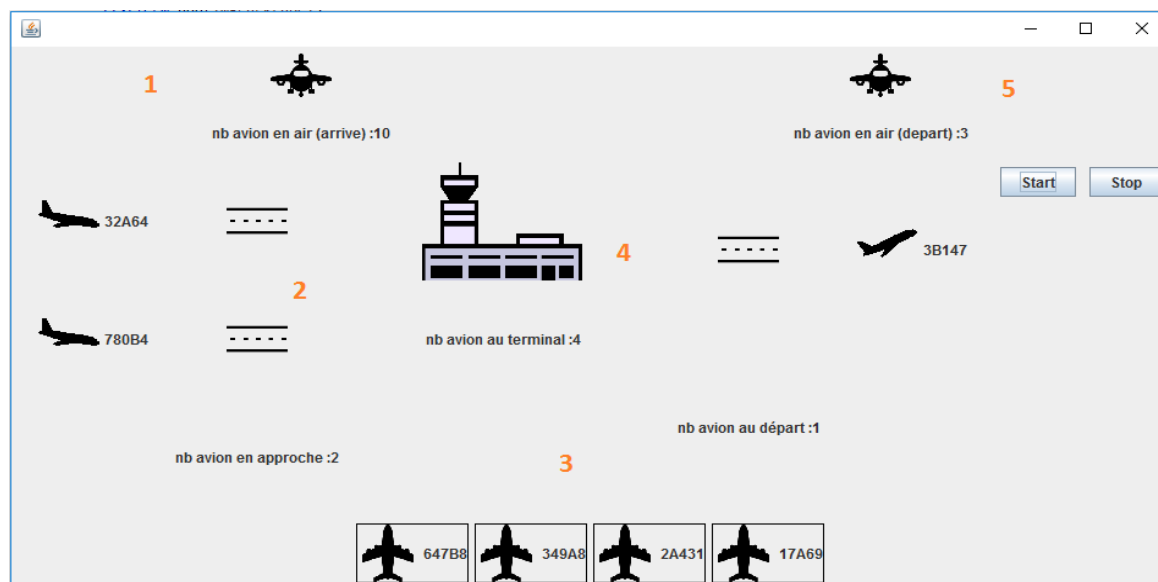 1
5
nb avion en air (arrive) :10
nb avion en air (depart) :3
Start
Stop
32A64
4
3B147
2
780B4
nb avion au terminal :4
nb avion au départ :1
nb avion en approche :2
3
647B8
349A8
2A431
17A69